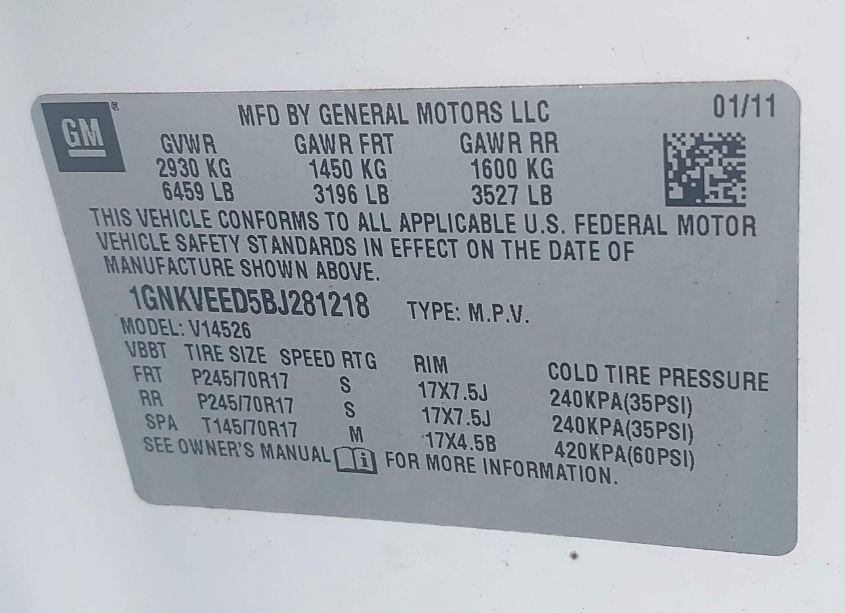 GM®
MFD BY GENERAL MOTORS LLC 01/11
GVWR GAWR FRT GAWR RR
2930 KG 1450 KG 1600 KG
6459 LB 3196 LB 3527 LB
THIS VEHICLE CONFORMS TO ALL APPLICABLE U.S. FEDERAL MOTOR
VEHICLE SAFETY STANDARDS IN EFFECT ON THE DATE OF
MANUFACTURE SHOWN ABOVE.
1GNKVEED5BJ281218 TYPE: M.P.V.
MODEL: V14526
VBBT TIRE SIZE SPEED RTG RIM COLD TIRE PRESSURE
FRT P245/70R17 S 17X7.5J 240KPA(35PSI)
RR P245/70R17 S 17X7.5J 240KPA(35PSI)
SPA T145/70R17 M 17X4.5B 420KPA(60PSI)
SEE OWNER'S MANUAL i FOR MORE INFORMATION.